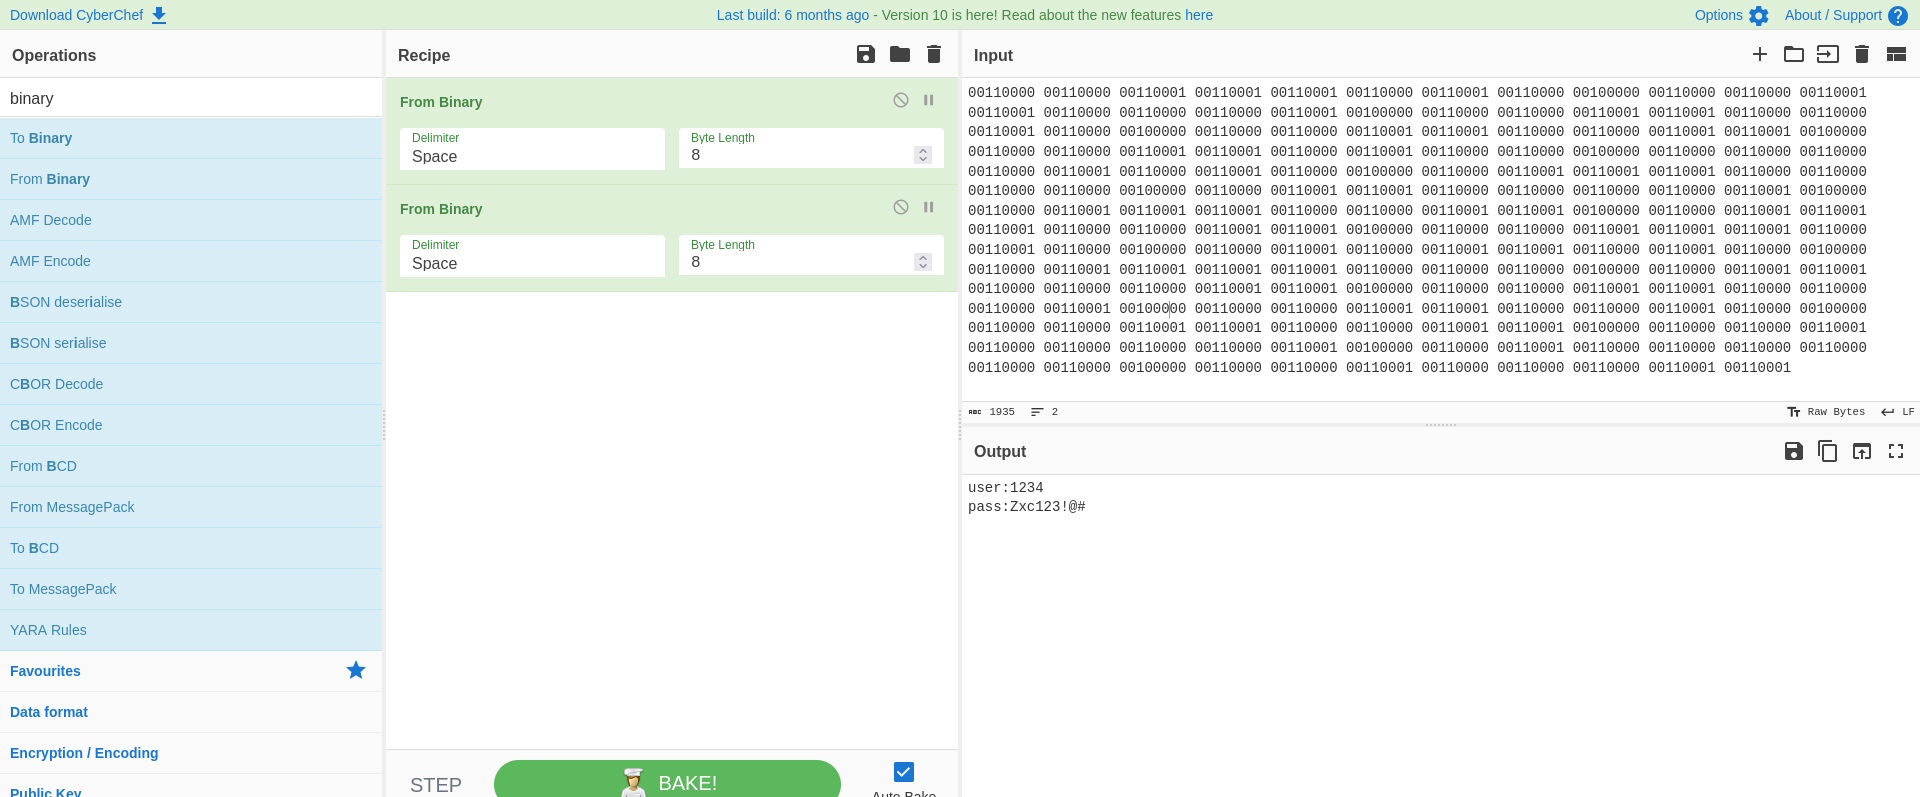 Download CyberChef
Last build: 6 months ago - Version 10 is here! Read about the new features here
Options
About / Support
Operations
binary
To Binary
From Binary
AMF Decode
AMF Encode
BSON deserialise
BSON serialise
CBOR Decode
CBOR Encode
From BCD
From MessagePack
To BCD
To MessagePack
YARA Rules
Favourites
Data format
Encryption / Encoding
Public Key
Recipe
From Binary
Delimiter
Space
Byte Length
8
From Binary
Delimiter
Space
Byte Length
8
STEP
BAKE!
Auto Bake
Input
00110000 00110000 00110001 00110001 00110001 00110000 00110001 00110000 00100000 00110000 00110000 00110001
00110001 00110000 00110000 00110001 00110001 00100000 00110000 00110000 00110001 00110001 00110000 00110000
00110001 00110000 00100000 00110000 00110000 00110001 00110001 00110000 00110000 00110001 00110001 00100000
00110000 00110000 00110001 00110001 00110000 00110001 00110000 00110000 00100000 00110000 00110000 00110000
00110000 00110001 00110000 00110001 00110000 00100000 00110000 00110001 00110001 00110001 00110000 00110000
00110000 00110000 00100000 00110000 00110001 00110001 00110000 00110000 00110000 00110000 00110001 00100000
00110000 00110001 00110001 00110001 00110000 00110000 00110001 00110001 00100000 00110000 00110001 00110001
00110001 00110000 00110000 00110001 00110001 00100000 00110000 00110000 00110001 00110001 00110001 00110000
00110001 00110000 00100000 00110000 00110001 00110000 00110001 00110001 00110000 00110001 00110000 00100000
00110000 00110001 00110001 00110001 00110001 00110000 00110000 00110000 00100000 00110000 00110001 00110001
00110000 00110000 00110000 00110001 00110001 00100000 00110000 00110000 00110001 00110001 00110000 00110000
00110000 00110001 00100000 00110000 00110000 00110001 00110001 00110000 00110000 00110001 00110000 00100000
00110000 00110000 00110001 00110001 00110000 00110000 00110001 00110001 00100000 00110000 00110000 00110001
00110000 00110000 00110000 00110000 00110001 00100000 00110000 00110001 00110000 00110000 00110000 00110000
00110000 00110000 00100000 00110000 00110000 00110001 00110000 00110000 00110000 00110001 00110001
ABC 1935 2
Raw Bytes
LF
Output
user:1234
pass:Zxc123!@#